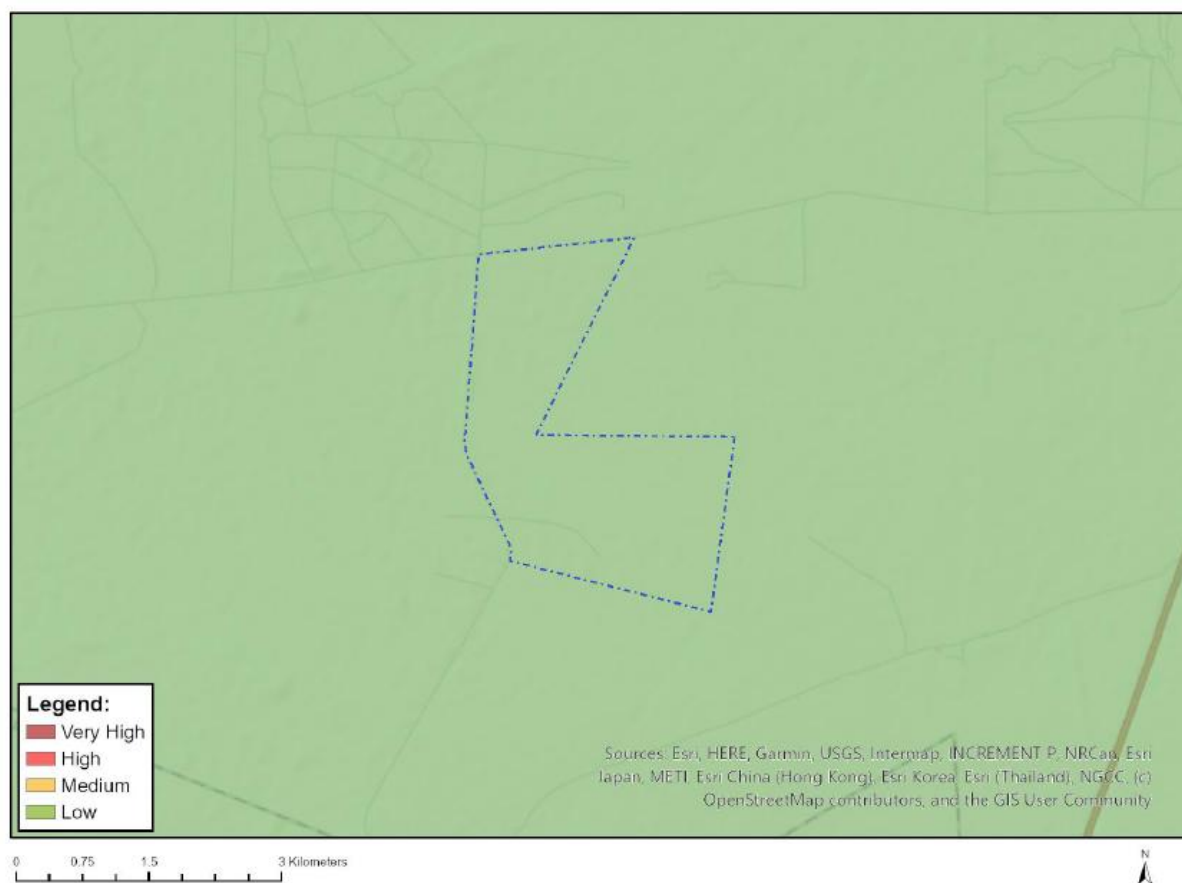 Legend:
Very High
High
Medium
Low
Sources: Esri, HERE, Garmin, USGS, Intermap, INCREMENT P, NRCan, Esri
Japan, METI, Esri China (Hong Kong), Esri Korea, Esri (Thailand), NGCC, (c)
OpenStreetMap contributors, and the GIS User Community
0 0.75 1.5 3 Kilometers
N